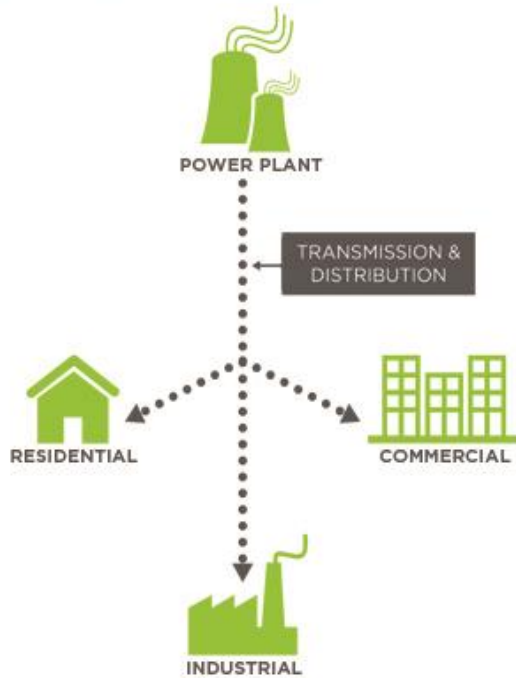 POWER PLANT
TRANSMISSION &
DISTRIBUTION
RESIDENTIAL
COMMERCIAL
INDUSTRIAL